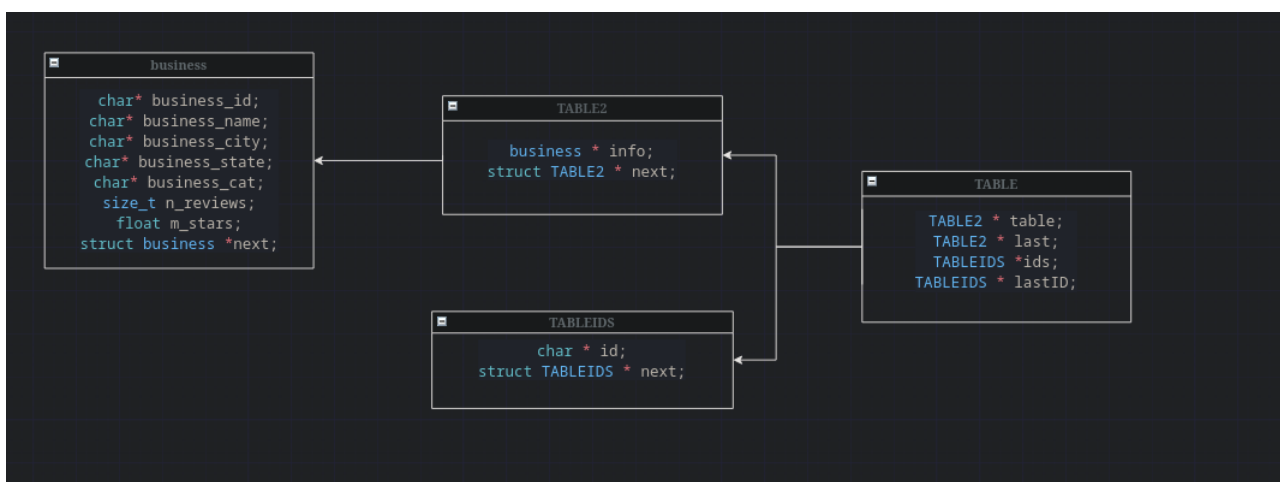 business
char* business_id;
char* business_name;
char* business_city;
char* business_state;
char* business_cat;
size_t n_reviews;
float m_stars;
struct business *next;
TABLE2
business * info;
struct TABLE2 * next;
TABLEIDS
char * id;
struct TABLEIDS * next;
TABLE
TABLE2 * table;
TABLE2 * last;
TABLEIDS *ids;
TABLEIDS * lastID;